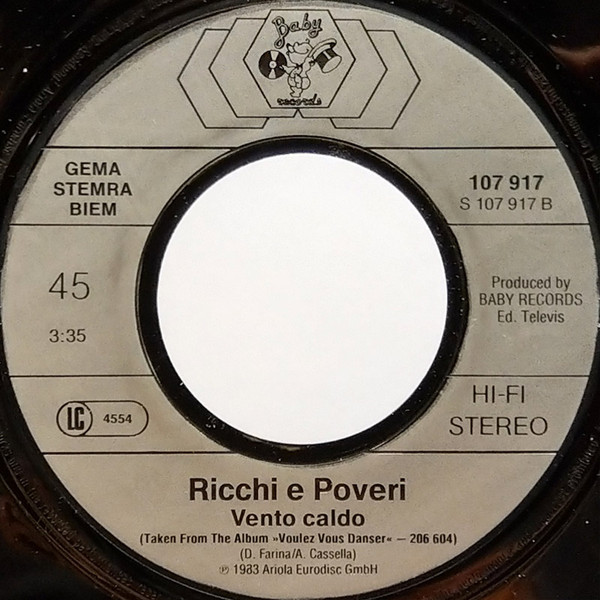 Baby
records
GEMA
STEMRA
BIEM
107 917
S 107 917 B
45
3:35
Produced by
BABY RECORDS
Ed. Televis
LC 4554
HI-FI
STEREO
Ricchi e Poveri
Vento caldo
(Taken From The Album »Voulez Vous Danser« – 206 604)
(D. Farina/A. Cassella)
℗ 1983 Ariola Eurodisc GmbH